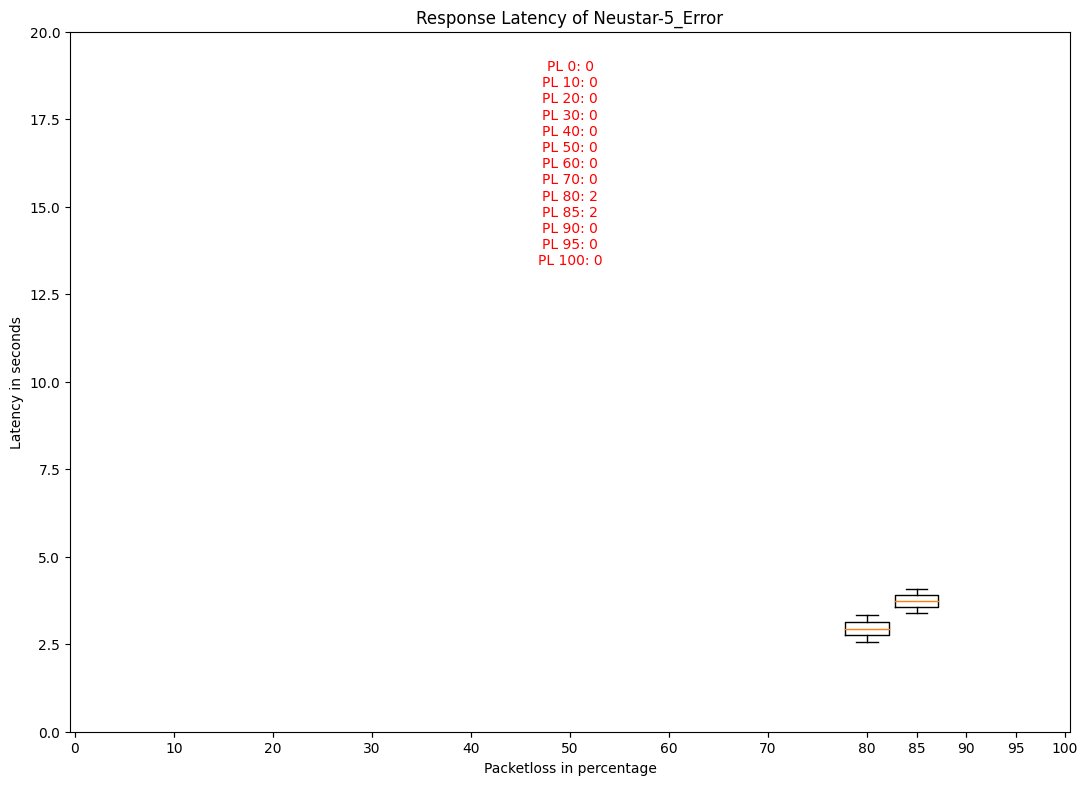 Response Latency of Neustar-5_Error
20.0
17.5
15.0
12.5
10.0
7.5
5.0
2.5
0.0
Latency in seconds
PL 0: 0
PL 10: 0
PL 20: 0
PL 30: 0
PL 40: 0
PL 50: 0
PL 60: 0
PL 70: 0
PL 80: 2
PL 85: 2
PL 90: 0
PL 95: 0
PL 100: 0
0 10 20 30 40 50 60 70 80 85 90 95 100
Packetloss in percentage